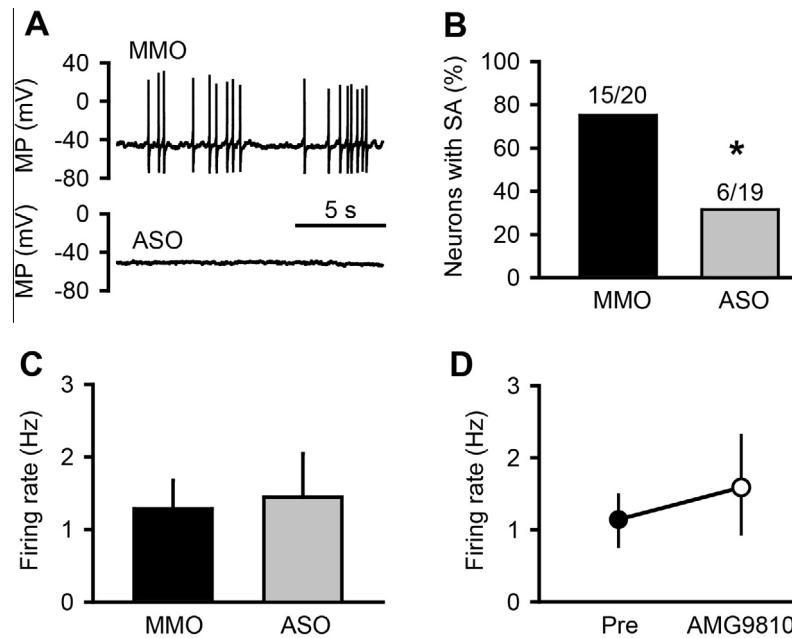 A
MMO
MP (mV)
40
0
-40
-80
ASO
5 s
MP (mV)
0
-40
-80
B
Neurons with SA (%)
100
80
60
40
20
0
15/20
*
6/19
MMO ASO
C
Firing rate (Hz)
3
2
1
0
MMO ASO
D
Firing rate (Hz)
3
2
1
0
Pre AMG9810